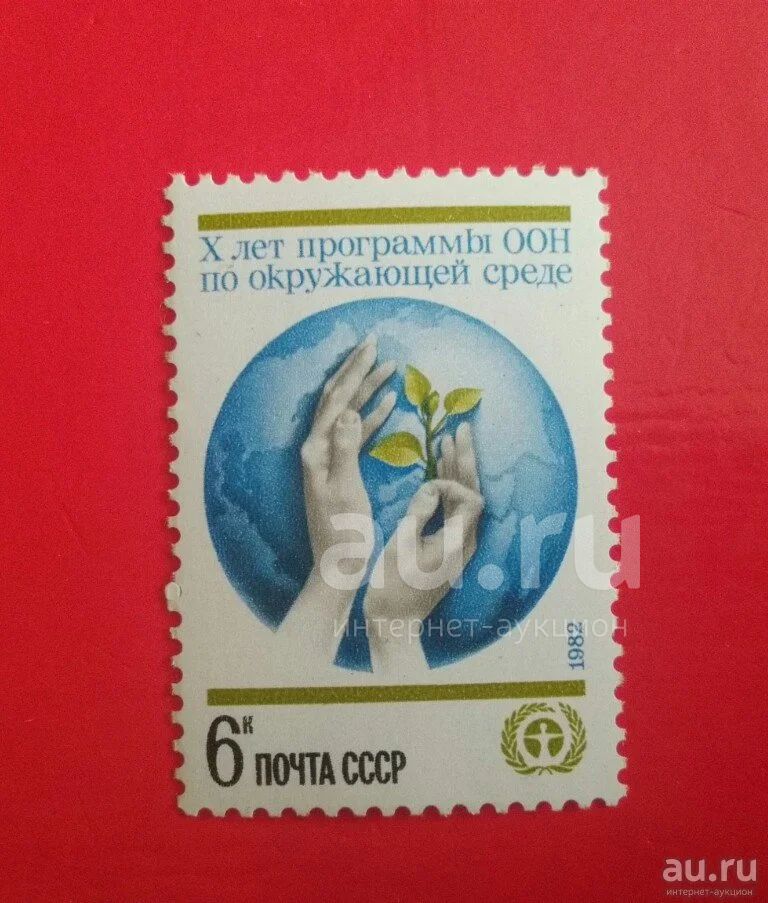 X лет программы ООН
по окружающей среде
1982
6к ПОЧТА СССР
au.ru
интернет-аукцион
au.ru
интернет-аукцион